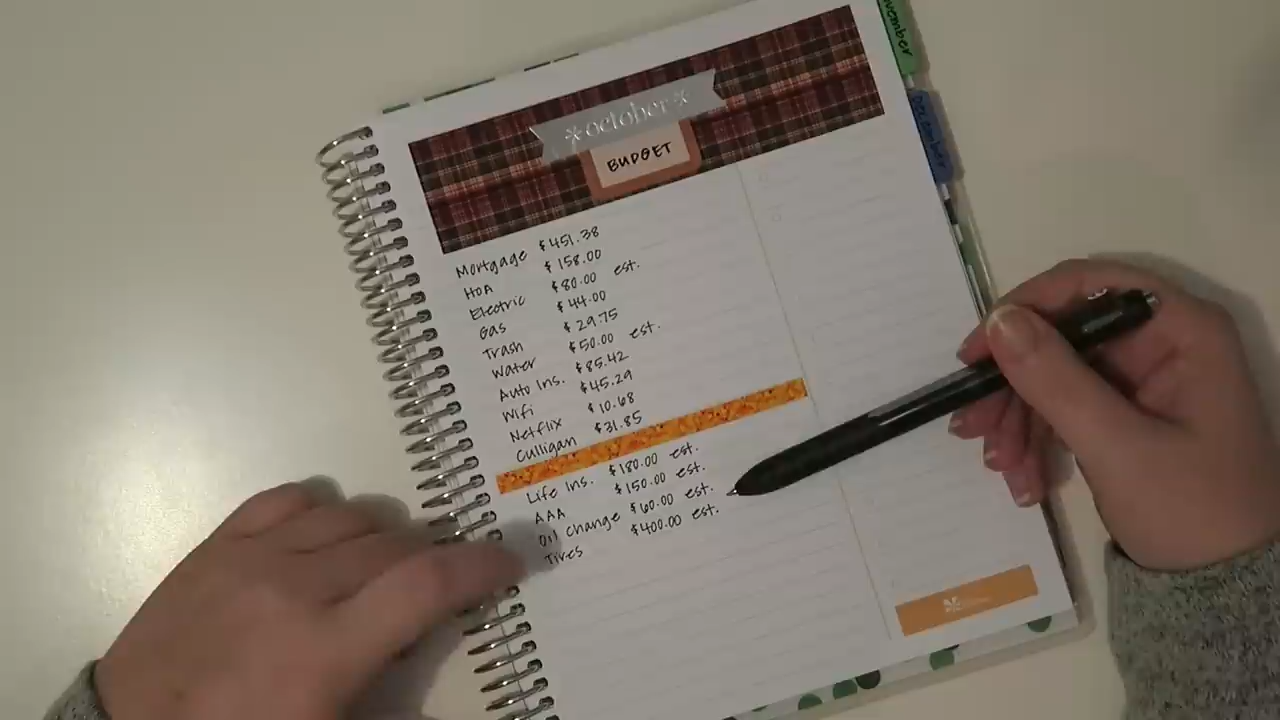 *october*
BUDGET
Mortgage $451.38
HOA $158.00
Electric $80.00 est.
Gas $44.00
Trash $29.75
Water $50.00 est.
Auto Ins. $85.42
Wifi $45.29
Netflix $10.68
Culligan $31.85
Life Ins. $180.00 est.
AAA $150.00 est.
Oil change $60.00 est.
Tires $400.00 est.
December